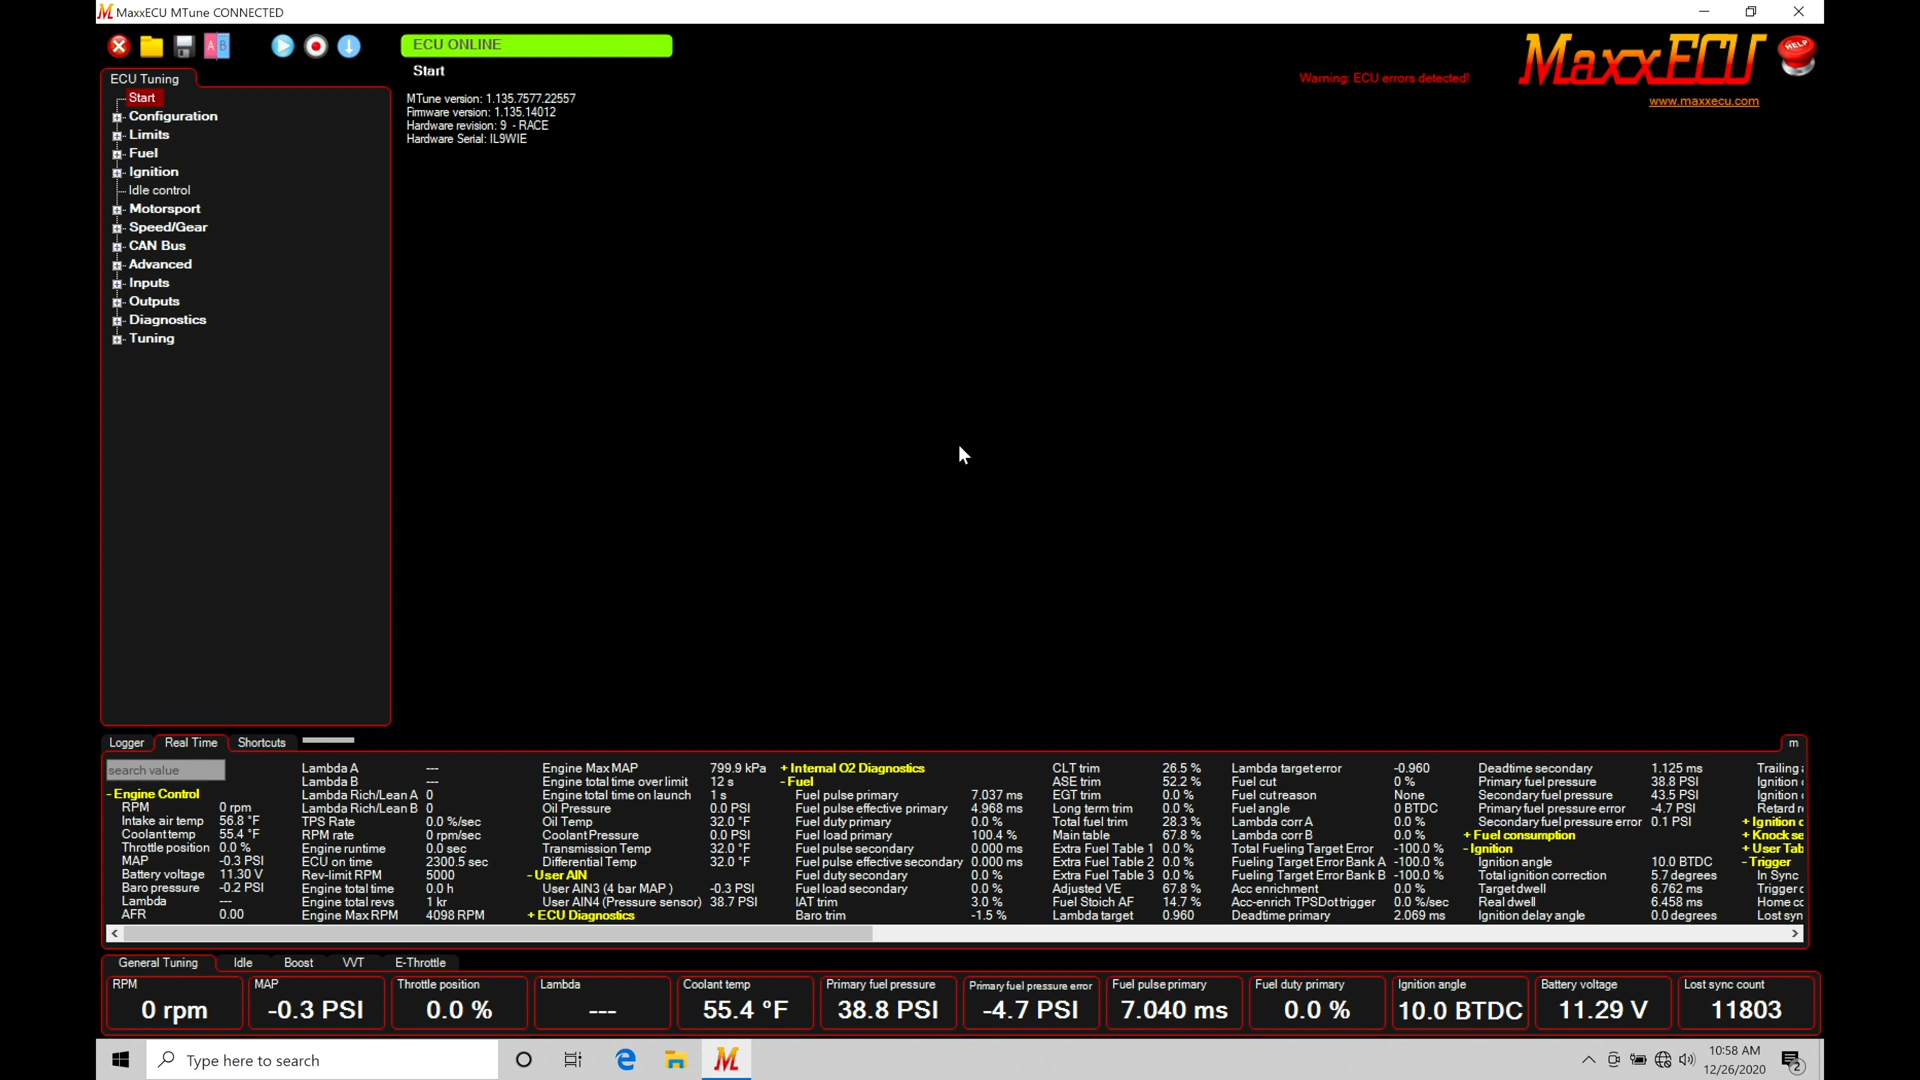 MaxxECU MTune CONNECTED
A B
ECU ONLINE
Start
Warning: ECU errors detected!
MaxxECU
HELP
www.maxxecu.com
MTune version: 1.135.7577.22557
Firmware version: 1.135.14012
Hardware revision: 9 - RACE
Hardware Serial: IL9WIE
ECU Tuning
Start
Configuration
Limits
Fuel
Ignition
Idle control
Motorsport
Speed/Gear
CAN Bus
Advanced
Inputs
Outputs
Diagnostics
Tuning
Logger Real Time Shortcuts m
search value
- Engine Control
RPM 0 rpm
Intake air temp 56.8 °F
Coolant temp 55.4 °F
Throttle position 0.0 %
MAP -0.3 PSI
Battery voltage 11.30 V
Baro pressure -0.2 PSI
Lambda ---
AFR 0.00
Lambda A ---
Lambda B ---
Lambda Rich/Lean A 0
Lambda Rich/Lean B 0
TPS Rate 0.0 %/sec
RPM rate 0 rpm/sec
Engine runtime 0.0 sec
ECU on time 2300.5 sec
Rev-limit RPM 5000
Engine total time 0.0 h
Engine total revs 1 kr
Engine Max RPM 4098 RPM
Engine Max MAP 799.9 kPa
Engine total time over limit 12 s
Engine total time on launch 1 s
Oil Pressure 0.0 PSI
Oil Temp 32.0 °F
Coolant Pressure 0.0 PSI
Transmission Temp 32.0 °F
Differential Temp 32.0 °F
- User AIN
User AIN3 (4 bar MAP ) -0.3 PSI
User AIN4 (Pressure sensor) 38.7 PSI
+ ECU Diagnostics
+ Internal O2 Diagnostics
- Fuel
Fuel pulse primary 7.037 ms
Fuel pulse effective primary 4.968 ms
Fuel duty primary 0.0 %
Fuel load primary 100.4 %
Fuel pulse secondary 0.000 ms
Fuel pulse effective secondary 0.000 ms
Fuel duty secondary 0.0 %
Fuel load secondary 0.0 %
IAT trim 3.0 %
Baro trim -1.5 %
CLT trim 26.5 %
ASE trim 52.2 %
EGT trim 0.0 %
Long term trim 0.0 %
Total fuel trim 28.3 %
Main table 67.8 %
Extra Fuel Table 1 0.0 %
Extra Fuel Table 2 0.0 %
Extra Fuel Table 3 0.0 %
Adjusted VE 67.8 %
Fuel Stoich AF 14.7 %
Lambda target 0.960
Lambda target error -0.960
Fuel cut 0 %
Fuel cut reason None
Fuel angle 0 BTDC
Lambda corr A 0.0 %
Lambda corr B 0.0 %
Total Fueling Target Error -100.0 %
Fueling Target Error Bank A -100.0 %
Fueling Target Error Bank B -100.0 %
Acc enrichment 0.0 %
Acc-enrich TPSDot trigger 0.0 %/sec
Deadtime primary 2.069 ms
Deadtime secondary 1.125 ms
Primary fuel pressure 38.8 PSI
Secondary fuel pressure 43.5 PSI
Primary fuel pressure error -4.7 PSI
Secondary fuel pressure error 0.1 PSI
+ Fuel consumption
- Ignition
Ignition angle 10.0 BTDC
Total ignition correction 5.7 degrees
Target dwell 6.762 ms
Real dwell 6.458 ms
Ignition delay angle 0.0 degrees
Trailing
Ignition
Ignition
Retard
+ Ignition
+ Knock se
+ User Tab
- Trigger
In Sync
Trigger
Home
Lost syn
General Tuning Idle Boost VVT E-Throttle
RPM 0 rpm
MAP -0.3 PSI
Throttle position 0.0 %
Lambda ---
Coolant temp 55.4 °F
Primary fuel pressure 38.8 PSI
Primary fuel pressure error -4.7 PSI
Fuel pulse primary 7.040 ms
Fuel duty primary 0.0 %
Ignition angle 10.0 BTDC
Battery voltage 11.29 V
Lost sync count 11803
Type here to search
10:58 AM
12/26/2020
2